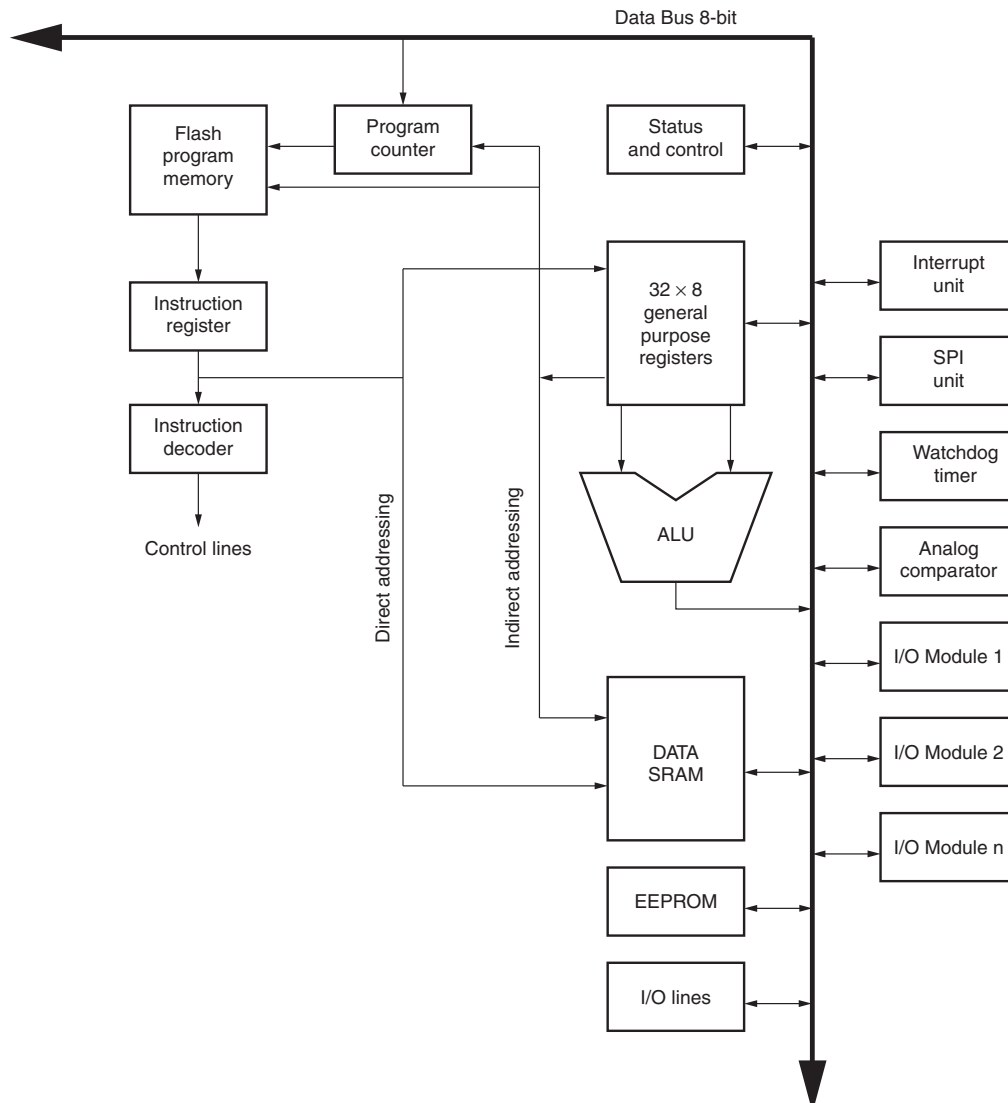 Data Bus 8-bit
Flash
program
memory
Program
counter
Status
and control
Instruction
register
32 × 8
general
purpose
registers
Interrupt
unit
SPI
unit
Instruction
decoder
Watchdog
timer
Control lines
Direct addressing
Indirect addressing
ALU
Analog
comparator
I/O Module 1
DATA
SRAM
I/O Module 2
I/O Module n
EEPROM
I/O lines